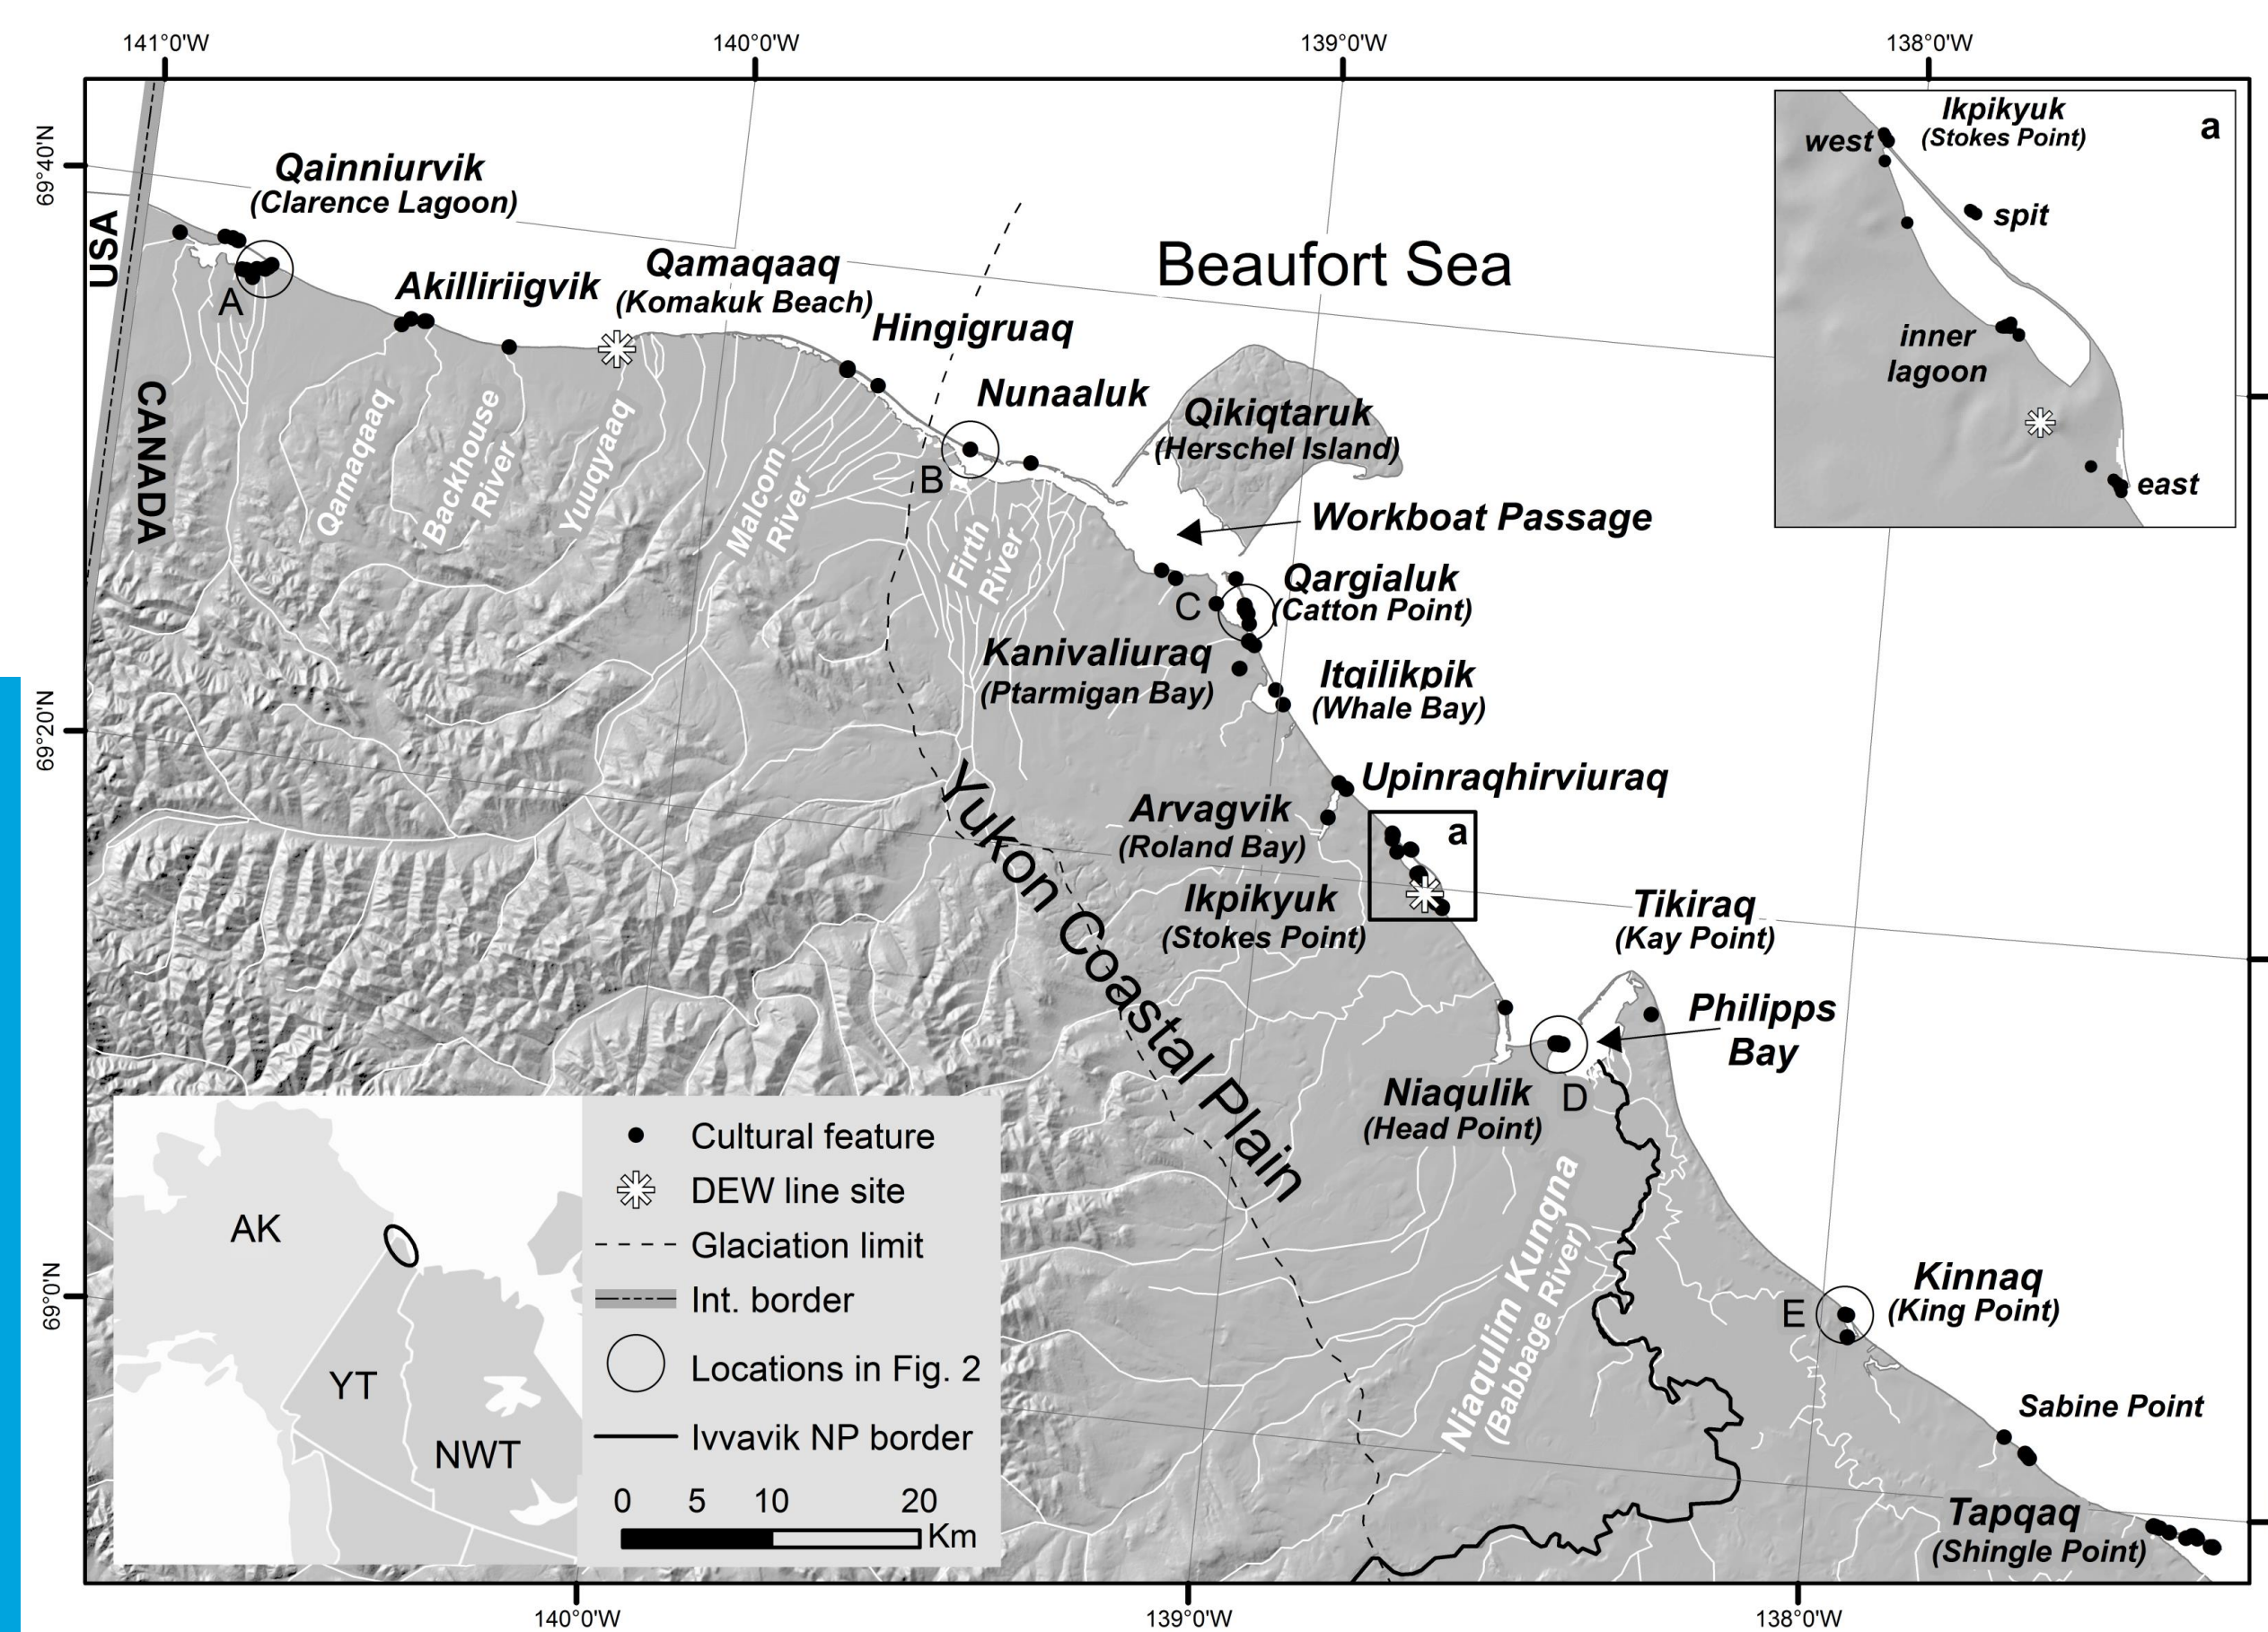 141°0'W
140°0'W
139°0'W
138°0'W
69°40'N
69°20'N
69°0'N
USA
CANADA
Qainniurvik
(Clarence Lagoon)
A
Akilliriigvik
Qamaqaaq
(Komakuk Beach)
Hingigruaq
Beaufort Sea
Nunaaluk
B
Qikiqtaruk
(Herschel Island)
Workboat Passage
Qargialuk
(Catton Point)
C
Kanivaliuraq
(Ptarmigan Bay)
Itqilikpik
(Whale Bay)
Upinraqhirviuraq
Arvagvik
(Roland Bay)
a
Ikpikyuk
(Stokes Point)
Tikiraq
(Kay Point)
Philipps
Bay
Niaqulik
(Head Point)
D
Kinnaq
(King Point)
E
Sabine Point
Tapqaq
(Shingle Point)
Qamaqaaq
Backhouse
River
Yuuqyaaq
Malcom
River
Firth
River
Yukon Coastal Plain
Niaqulim Kunqna
(Babbage River)
Ikpikyuk
(Stokes Point)
a
west
spit
inner
lagoon
east
AK
YT
NWT
Cultural feature
DEW line site
Glaciation limit
Int. border
Locations in Fig. 2
Ivvavik NP border
0 5 10 20
Km
140°0'W
139°0'W
138°0'W